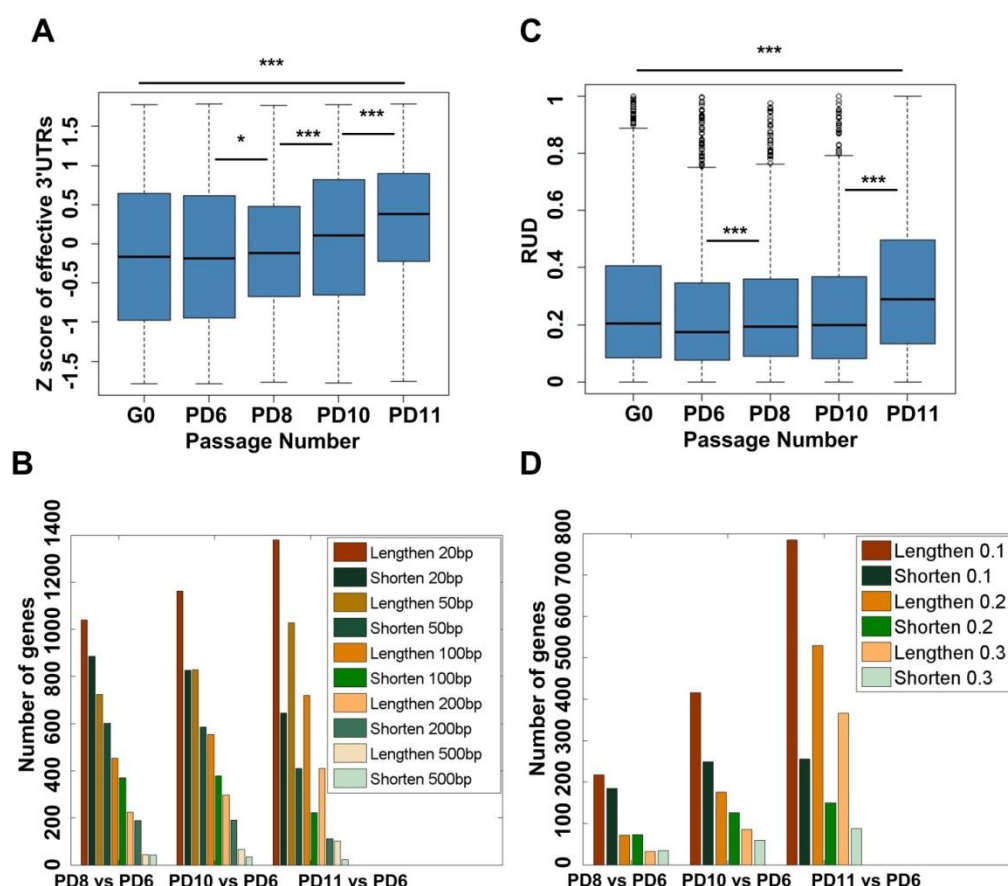 A
***
*
***
***
Z score of effective 3'UTRs
1.5
1
0.5
0
-0.5
-1
-1.5
G0 PD6 PD8 PD10 PD11
Passage Number
C
***
***
***
RUD
1
0.8
0.6
0.4
0.2
0
G0 PD6 PD8 PD10 PD11
Passage Number
B
Number of genes
1400
1200
1000
800
600
400
200
0
Lengthen 20bp
Shorten 20bp
Lengthen 50bp
Shorten 50bp
Lengthen 100bp
Shorten 100bp
Lengthen 200bp
Shorten 200bp
Lengthen 500bp
Shorten 500bp
PD8 vs PD6 PD10 vs PD6 PD11 vs PD6
D
Number of genes
800
700
600
500
400
300
200
100
0
Lengthen 0.1
Shorten 0.1
Lengthen 0.2
Shorten 0.2
Lengthen 0.3
Shorten 0.3
PD8 vs PD6 PD10 vs PD6 PD11 vs PD6